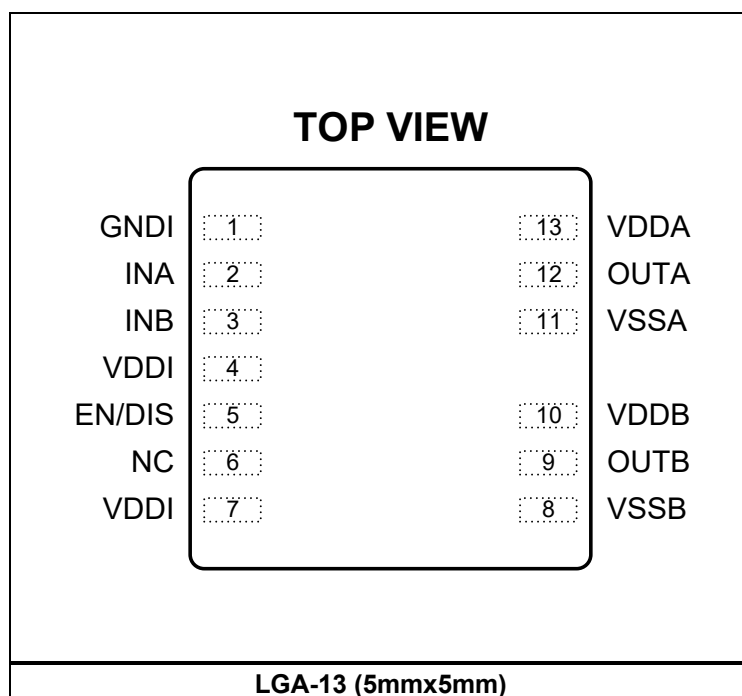 TOP VIEW
GNDI 1 13 VDDA
INA 2 12 OUTA
INB 3 11 VSSA
VDDI 4
EN/DIS 5 10 VDDB
NC 6 9 OUTB
VDDI 7 8 VSSB
LGA-13 (5mmx5mm)